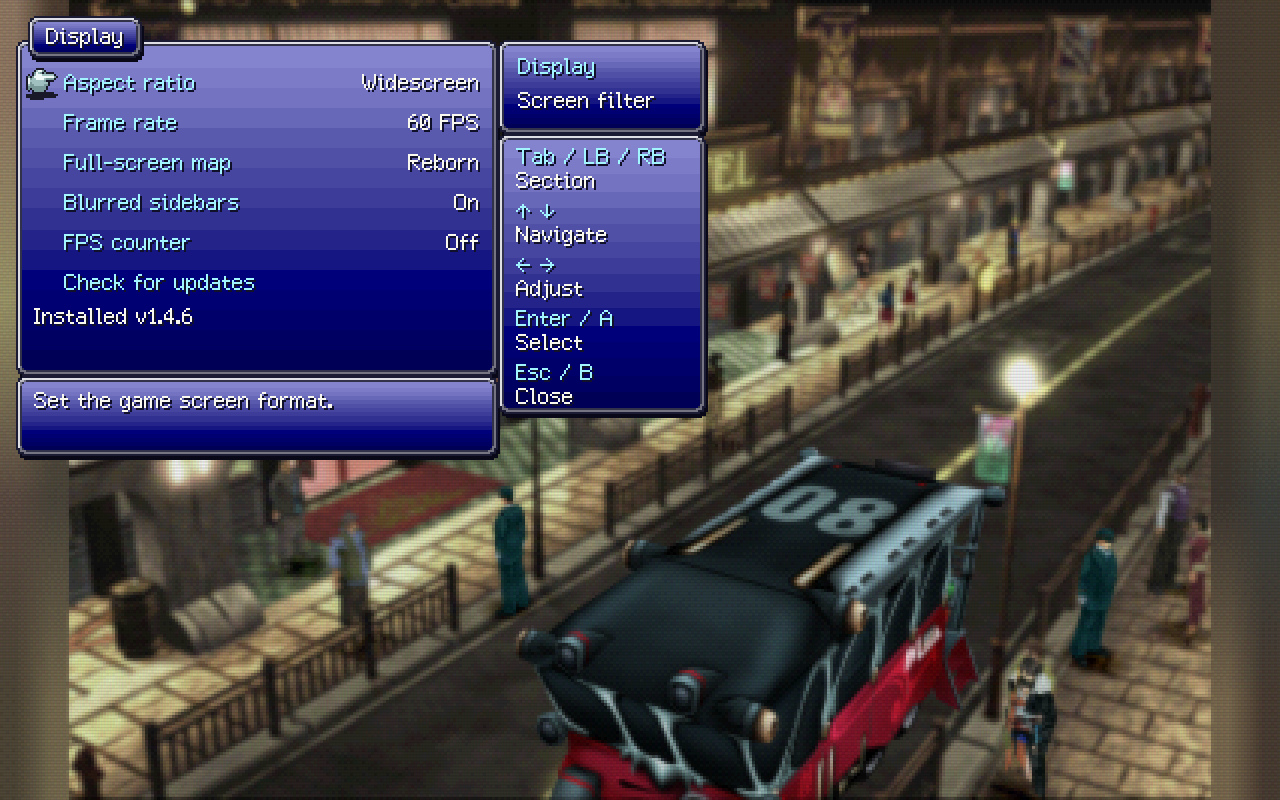 Display
Aspect ratio Widescreen
Frame rate 60 FPS
Full-screen map Reborn
Blurred sidebars On
FPS counter Off
Check for updates
Installed v1.4.6
Set the game screen format.
Display
Screen filter
Tab / LB / RB
Section
↑ ↓
Navigate
← →
Adjust
Enter / A
Select
Esc / B
Close
EL
08